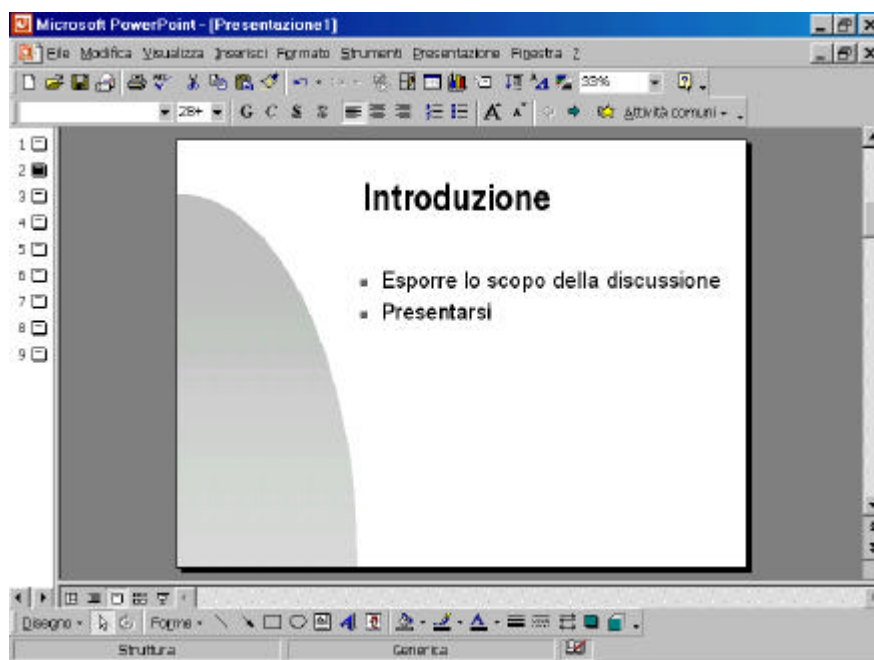 Microsoft PowerPoint - [Presentazione1]
File Modifica Visualizza Inserisci Formato Strumenti Presentazione Finestra ?
33%
28+ G C S S Attività comuni
1
2
3
4
5
6
7
8
9
Introduzione
Esporre lo scopo della discussione
Presentarsi
Disegno Forme
Struttura Generica